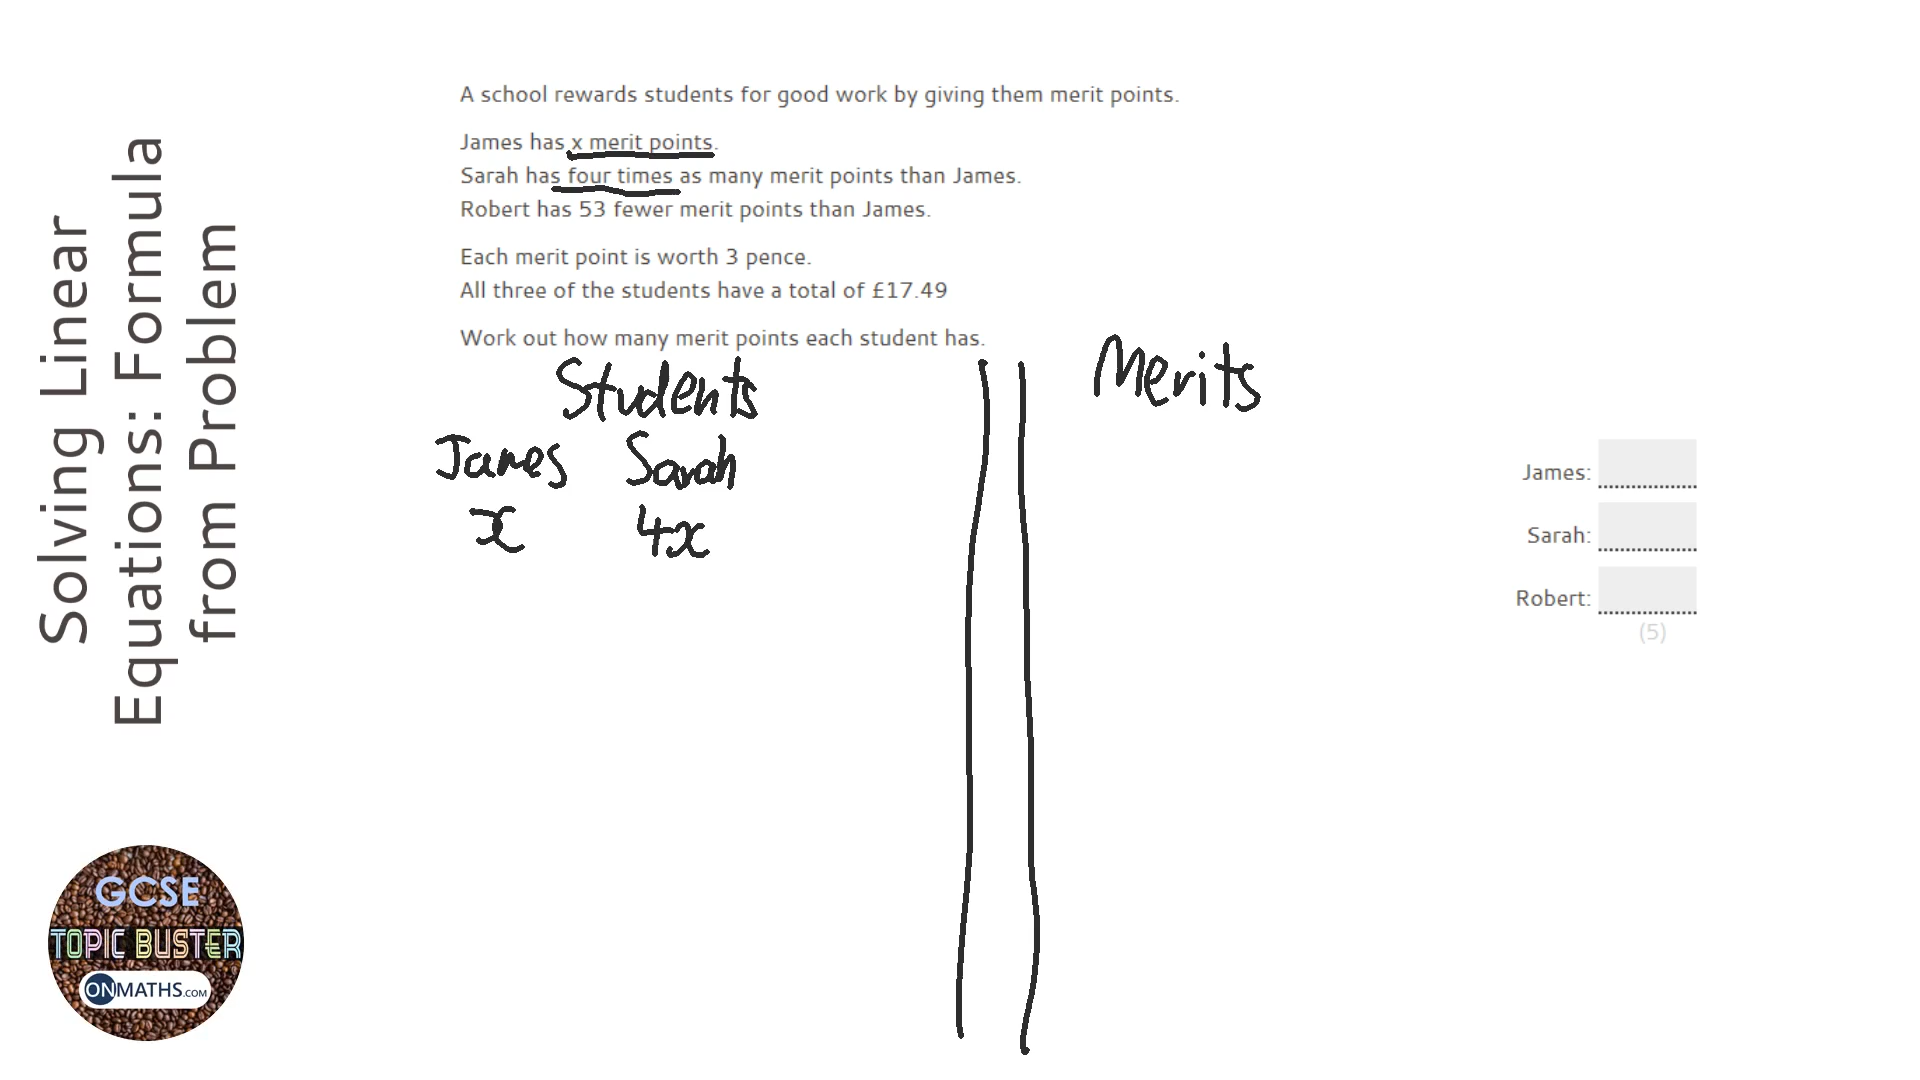 Solving Linear
Equations: Formula
from Problem
A school rewards students for good work by giving them merit points.
James has x merit points.
Sarah has four times as many merit points than James.
Robert has 53 fewer merit points than James.
Each merit point is worth 3 pence.
All three of the students have a total of £17.49
Work out how many merit points each student has.
Students
Merits
James Sarah
x 4x
James:
Sarah:
Robert:
(5)
GCSE
TOPIC BUSTER
ONMATHS.COM